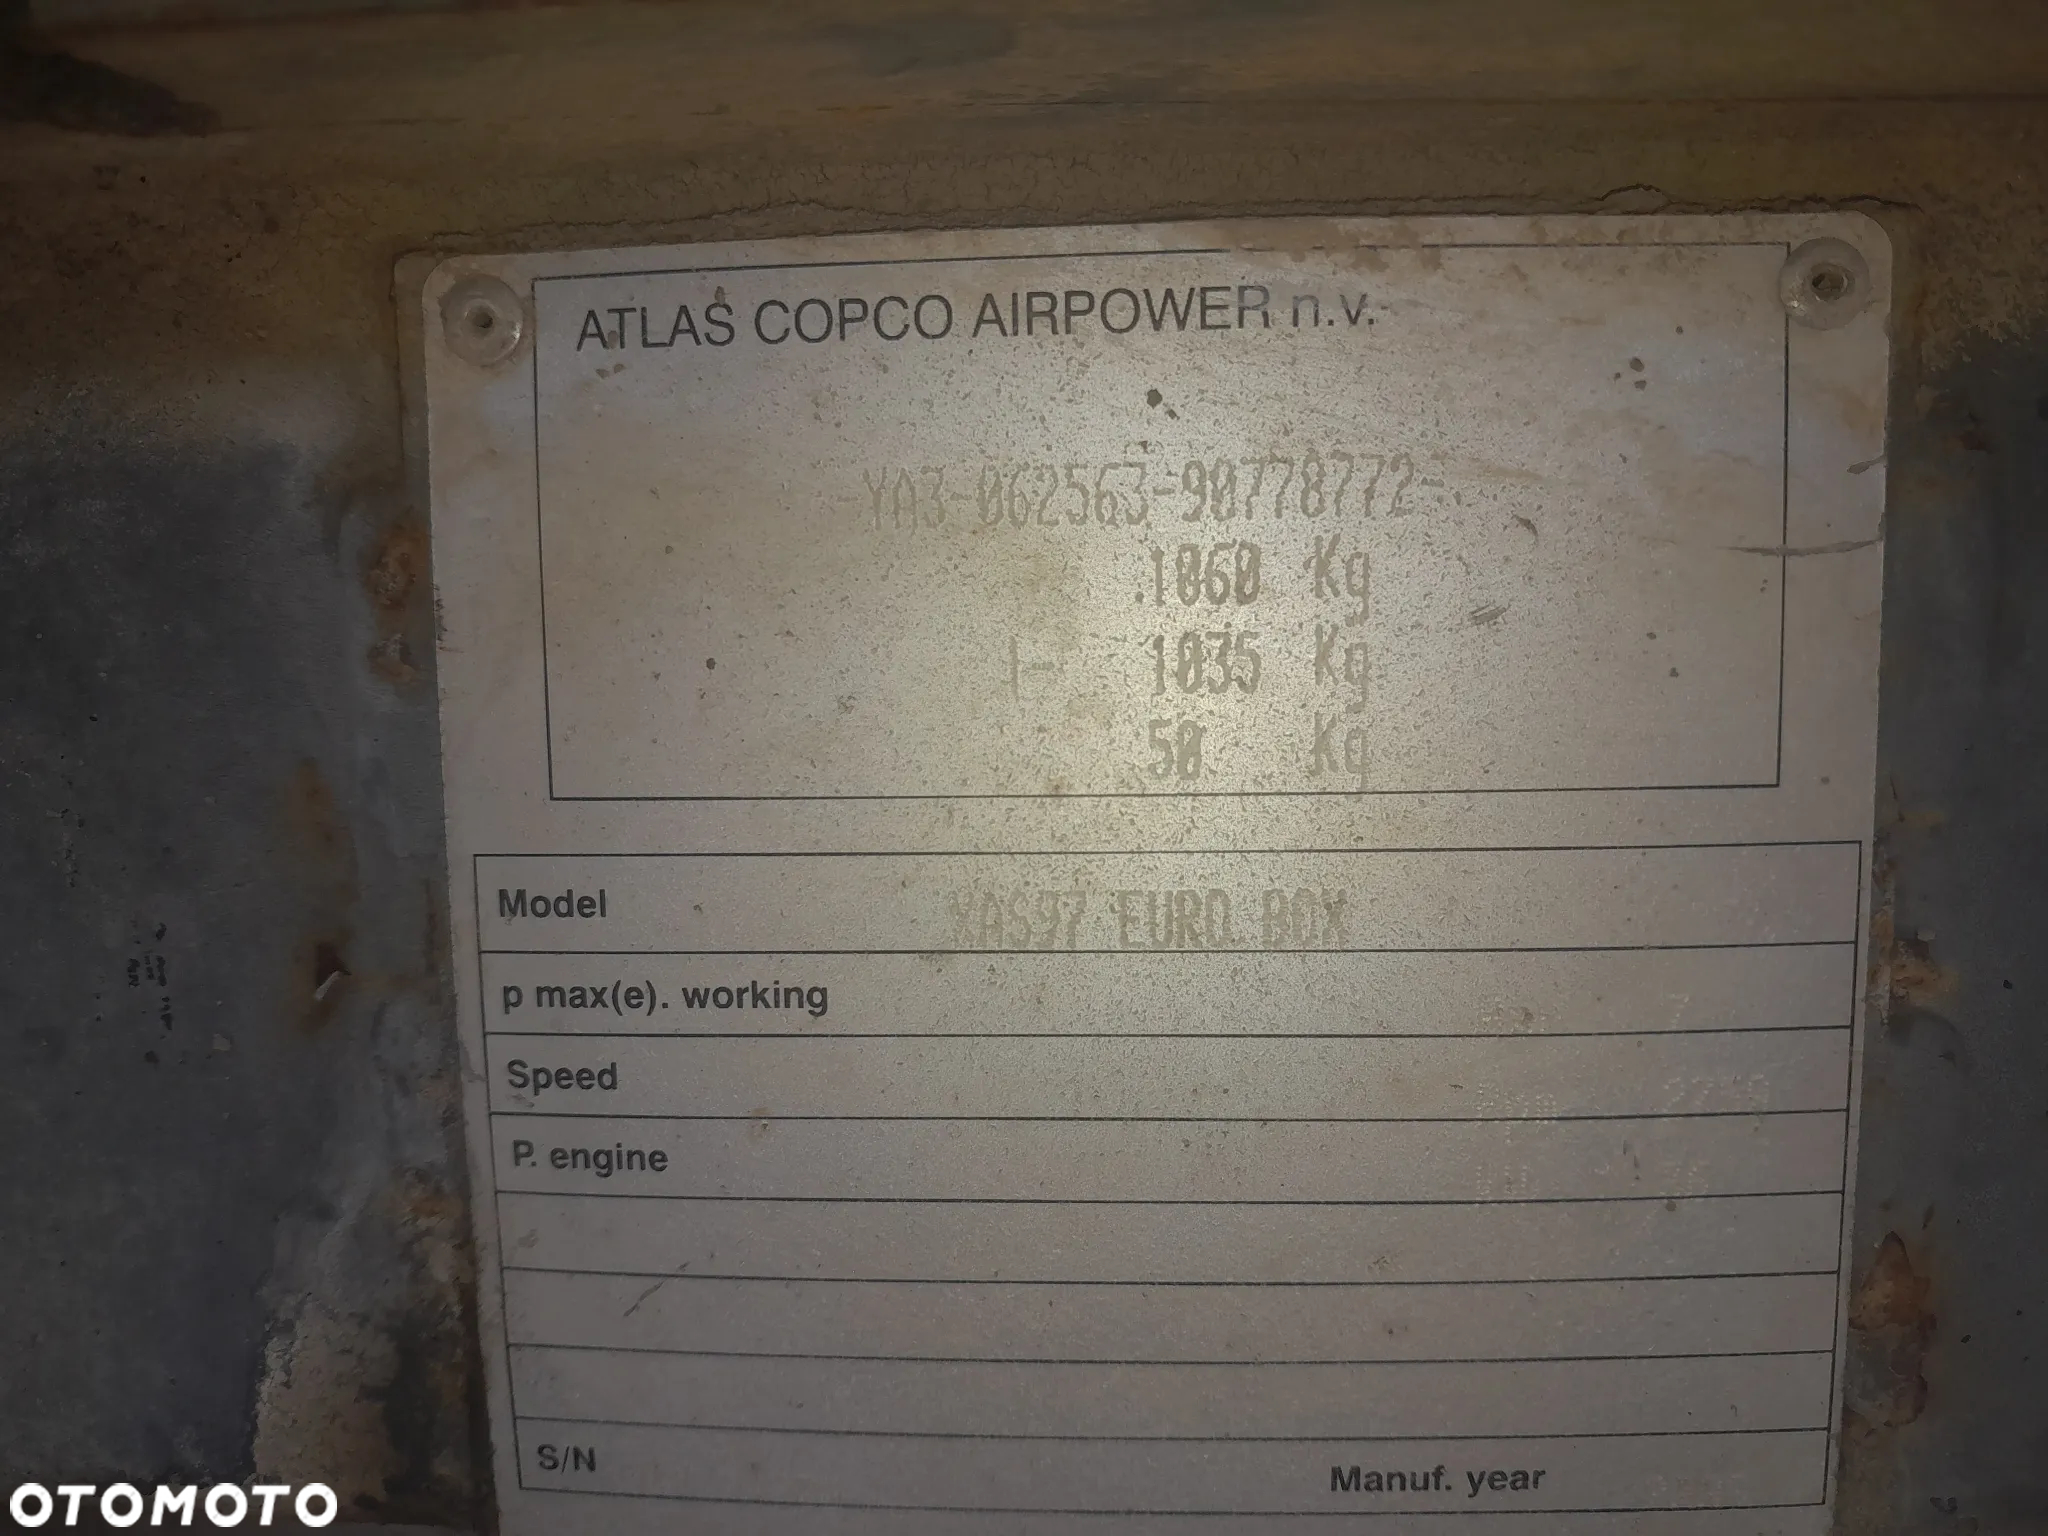 ATLAS COPCO AIRPOWER n.v.
-YA3-062563-90778772-
1060 Kg
1- 1035 Kg
50 Kg
Model XAS97 EURO BOX
p max(e). working
Speed
P. engine
S/N Manuf. year
OTOMOTO